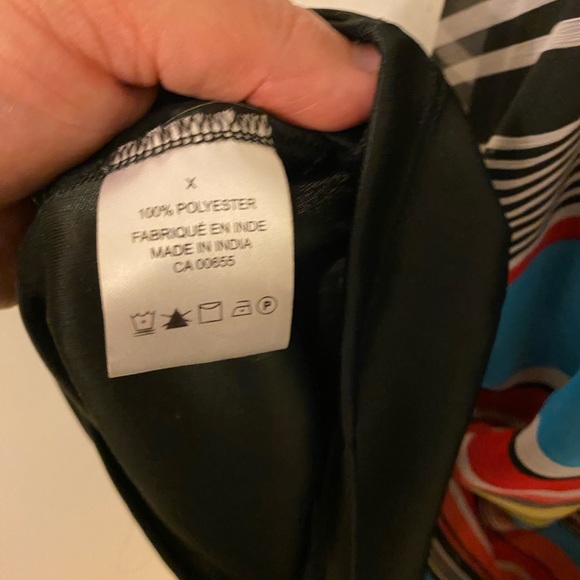 X
100% POLYESTER
FABRIQUÉ EN INDE
MADE IN INDIA
CA 00655
P